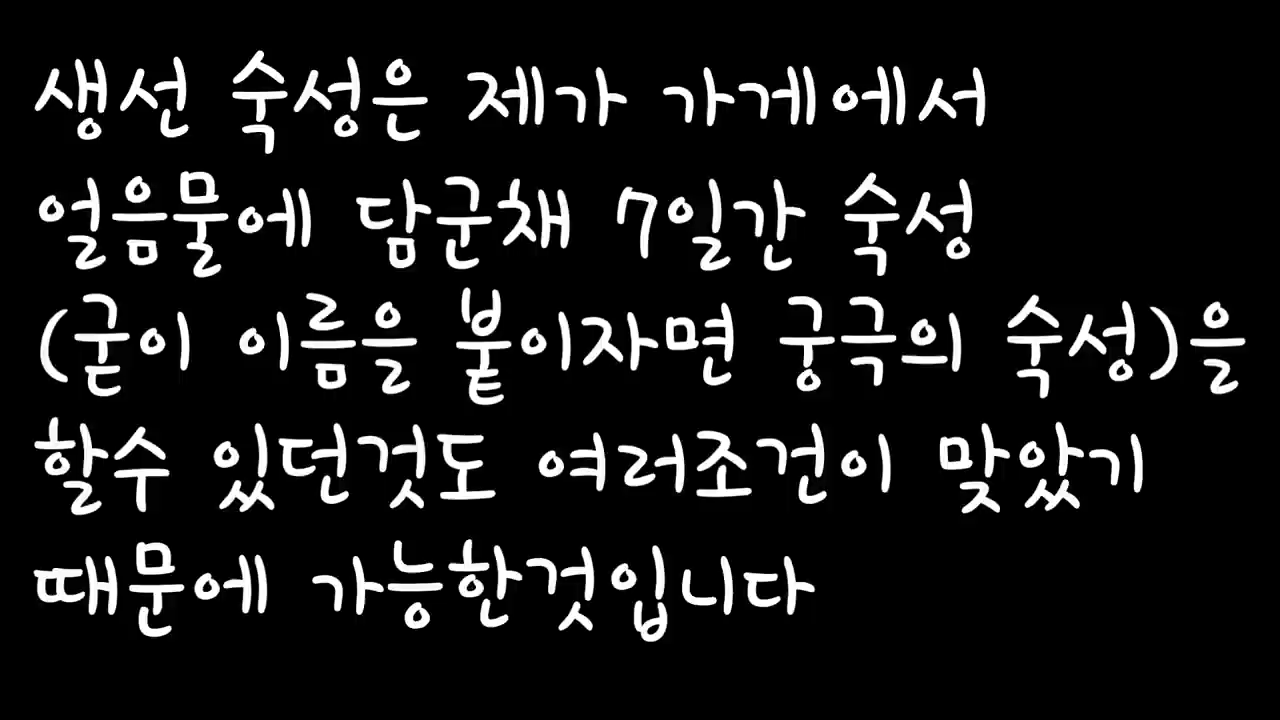 생선 숙성은 제가 가게에서
얼음물에 담군채 7일간 숙성
(굳이 이름을 붙이자면 궁극의 숙성)을
할수 있던것도 여러조건이 맞았기
때문에 가능한것입니다